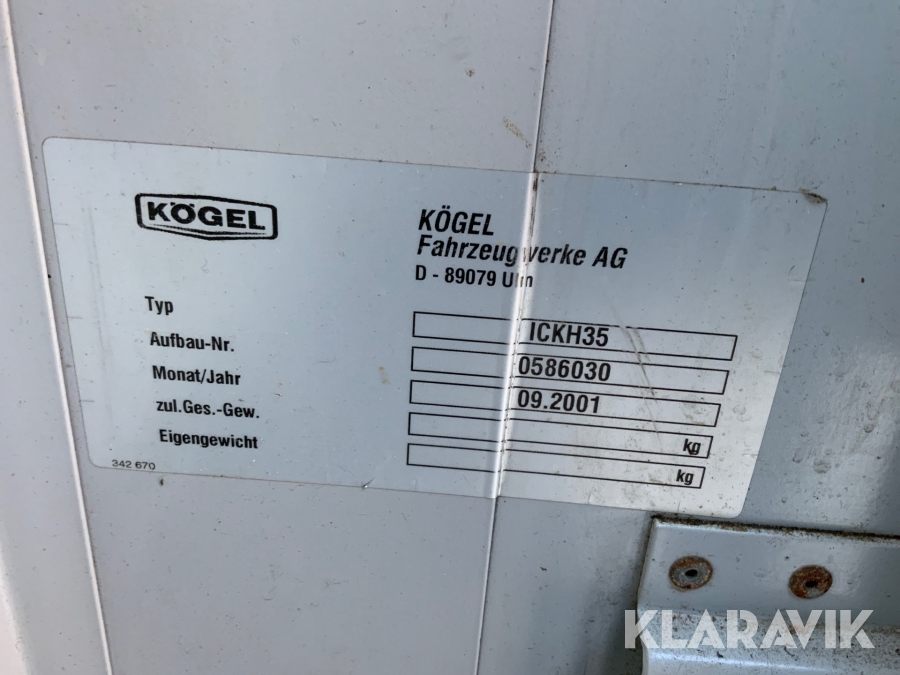 KÖGEL
KÖGEL
Fahrzeugwerke AG
D - 89079 Ulm
Typ ICKH35
Aufbau-Nr. 0586030
Monat/Jahr 09.2001
zul.Ges.-Gew. kg
Eigengewicht kg
342 670
KLARAVIK